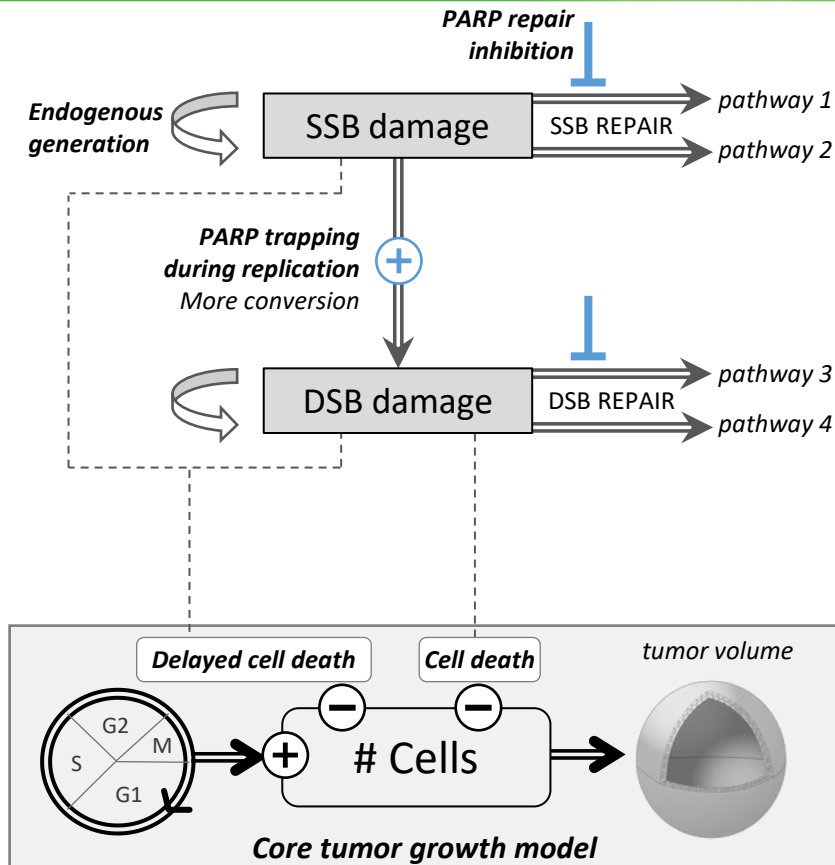 PARP repair
inhibition
Endogenous
generation
SSB damage
pathway 1
SSB REPAIR
pathway 2
PARP trapping
during replication
More conversion
+
DSB damage
pathway 3
DSB REPAIR
pathway 4
Delayed cell death
Cell death
tumor volume
G2
S
M
G1
+
−
−
# Cells
Core tumor growth model